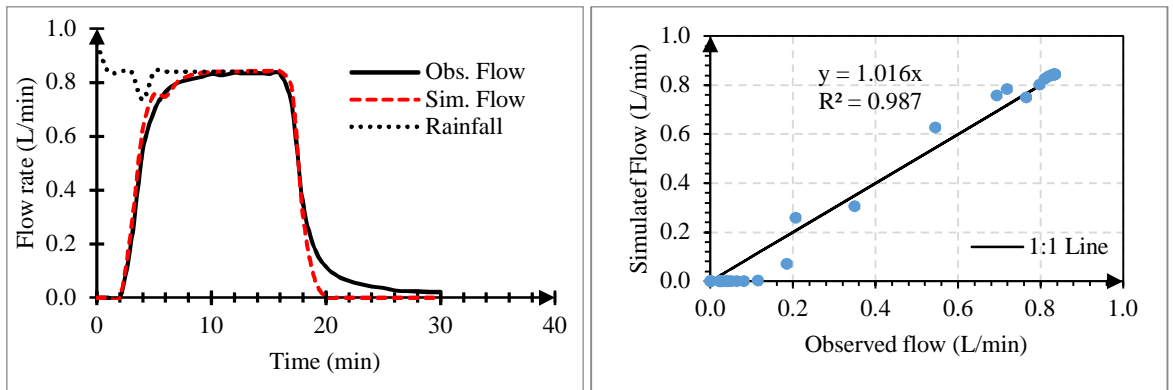 Flow rate (L/min)
1.0
0.8
0.6
0.4
0.2
0.0
0
10
20
30
40
Time (min)
Obs. Flow
Sim. Flow
Rainfall
Simulatef Flow (L/min)
1.0
0.8
0.6
0.4
0.2
0.0
0.0
0.2
0.4
0.6
0.8
1.0
Observed flow (L/min)
y = 1.016x
R² = 0.987
1:1 Line